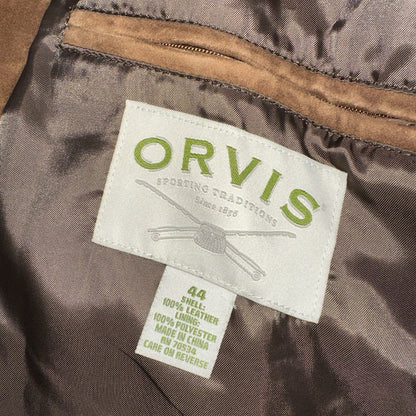 ORVIS
SPORTING TRADITIONS
Since 1856
44
SHELL:
100% LEATHER
LINING:
100% POLYESTER
MADE IN CHINA
RN 70534
CARE ON REVERSE